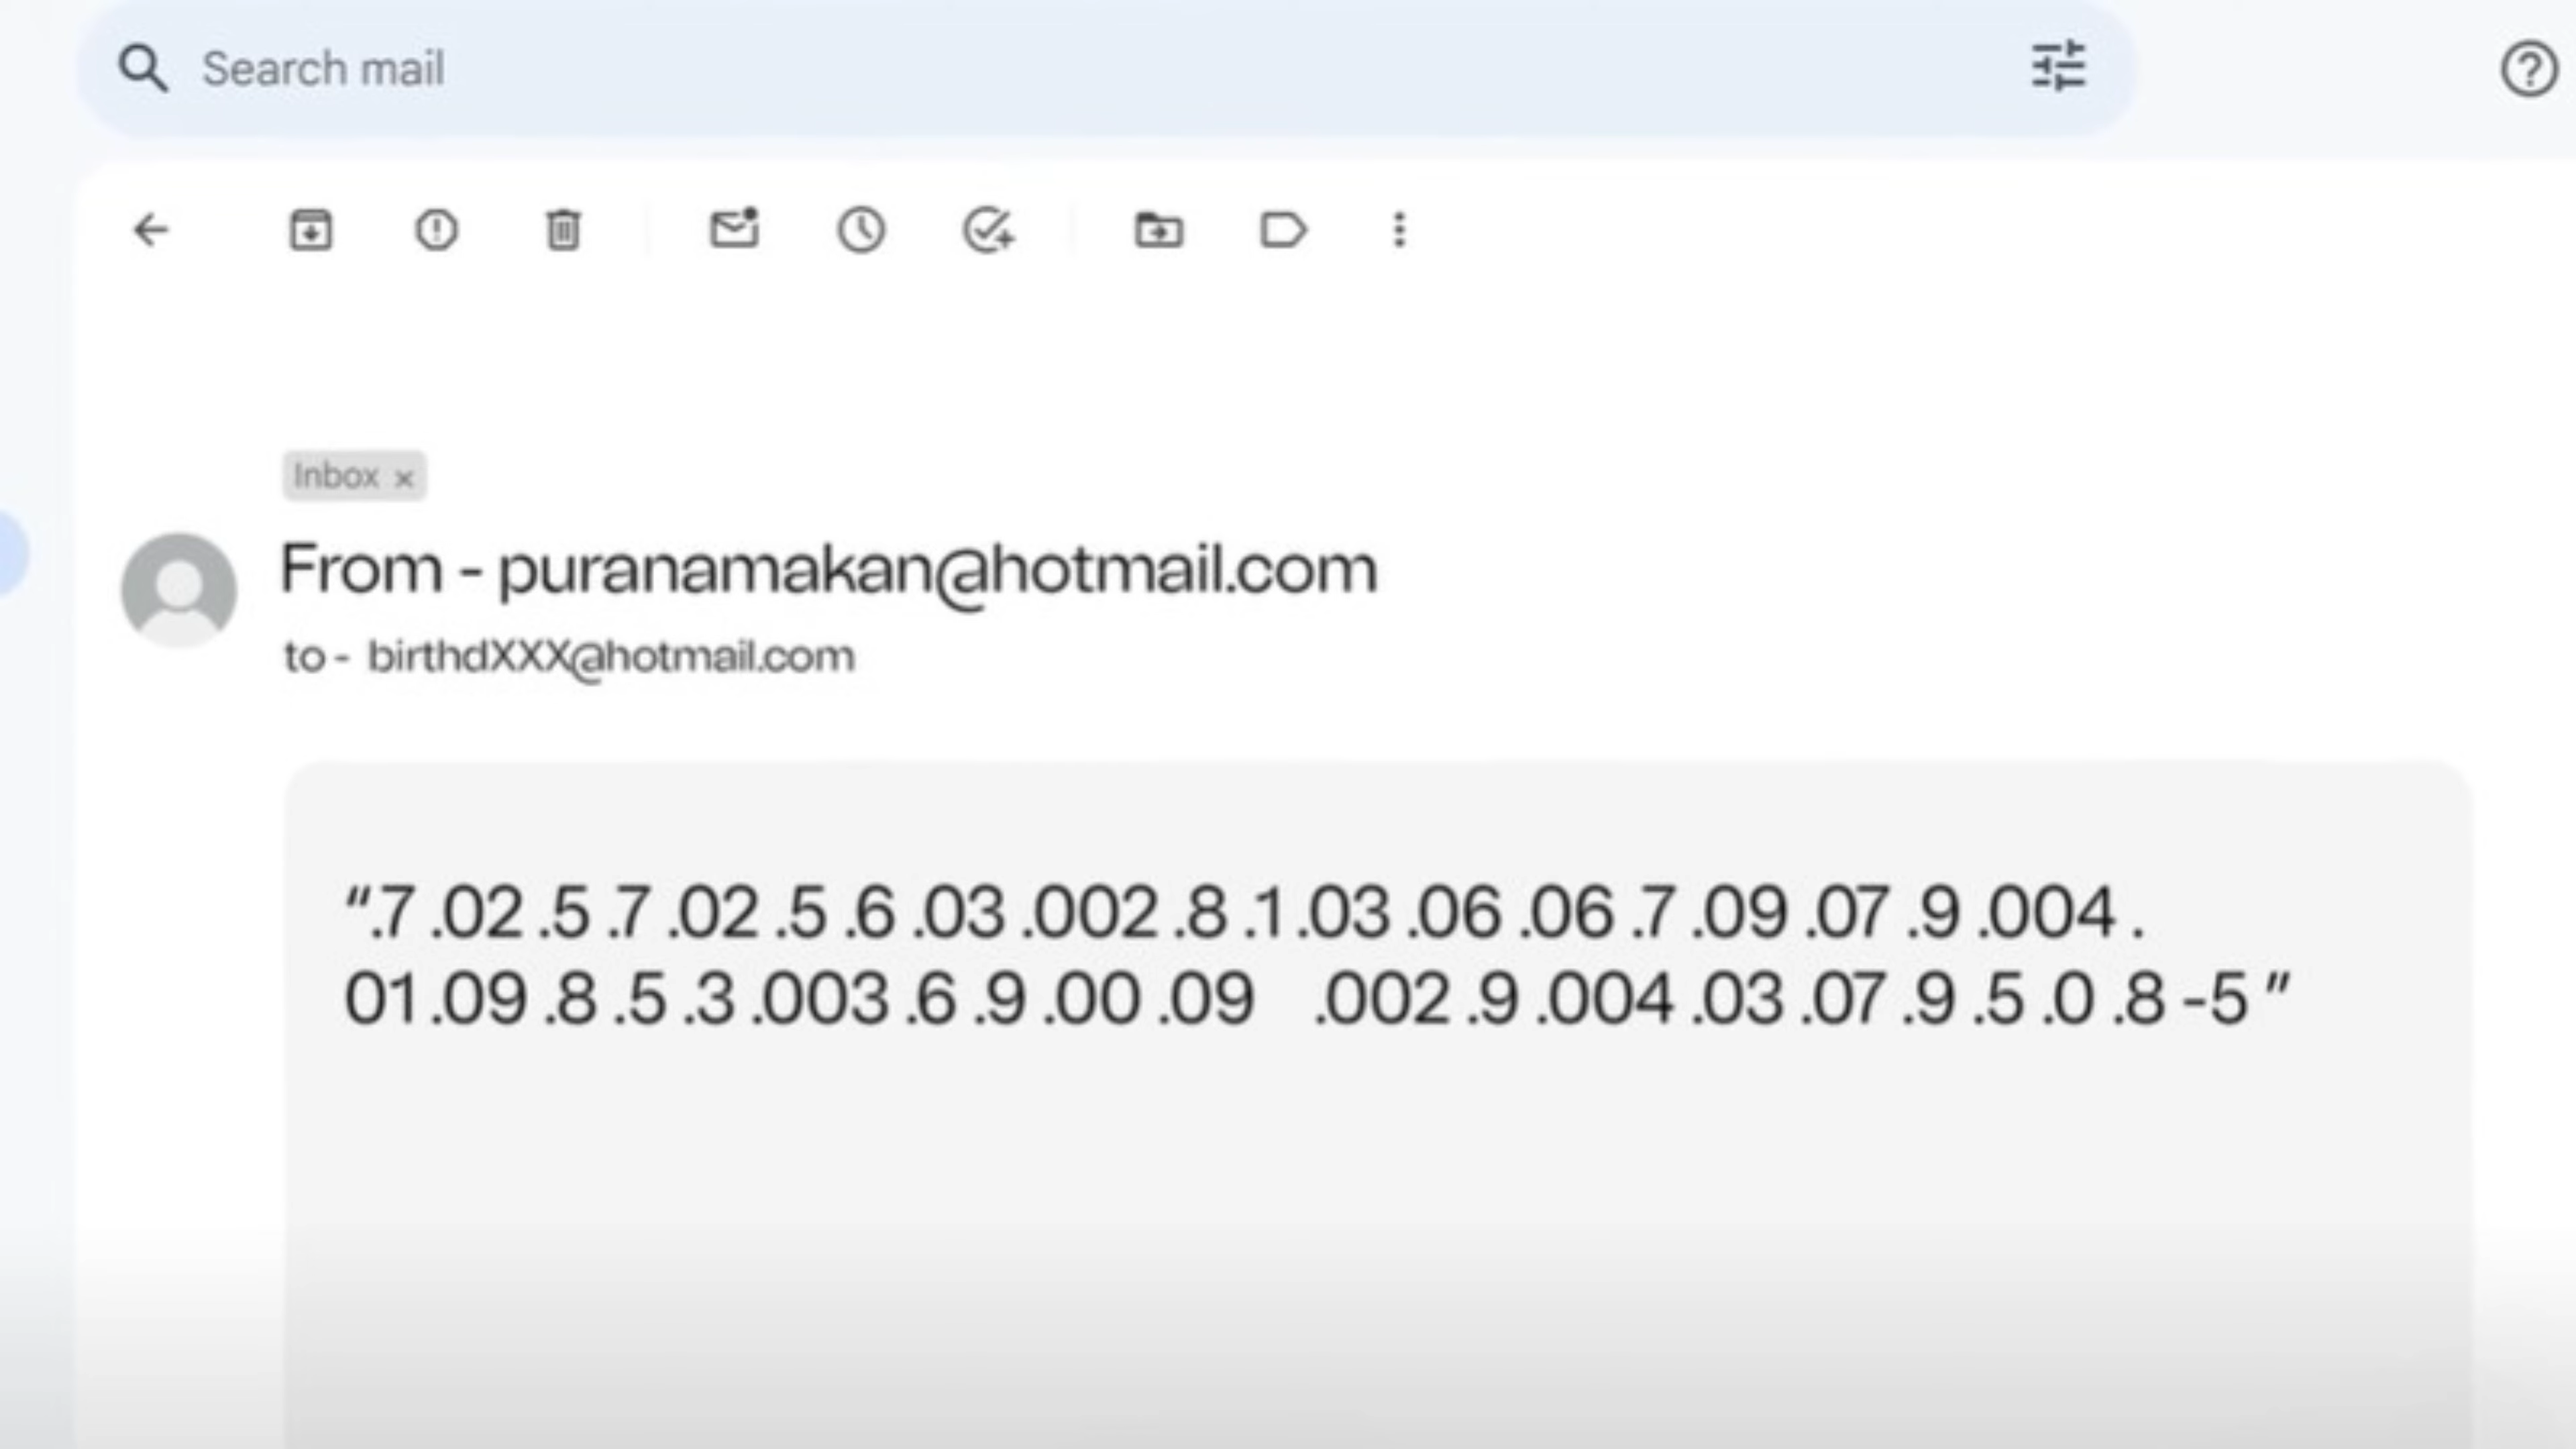 Search mail
Inbox ×
From - puranamakan@hotmail.com
to - birthdXXX@hotmail.com
“.7 .02 .5 .7 .02 .5 .6 .03 .002 .8 .1 .03 .06 .06 .7 .09 .07 .9 .004 .
01 .09 .8 .5 .3 .003 .6 .9 .00 .09 .002 .9 .004 .03 .07 .9 .5 .0 .8 -5 ”